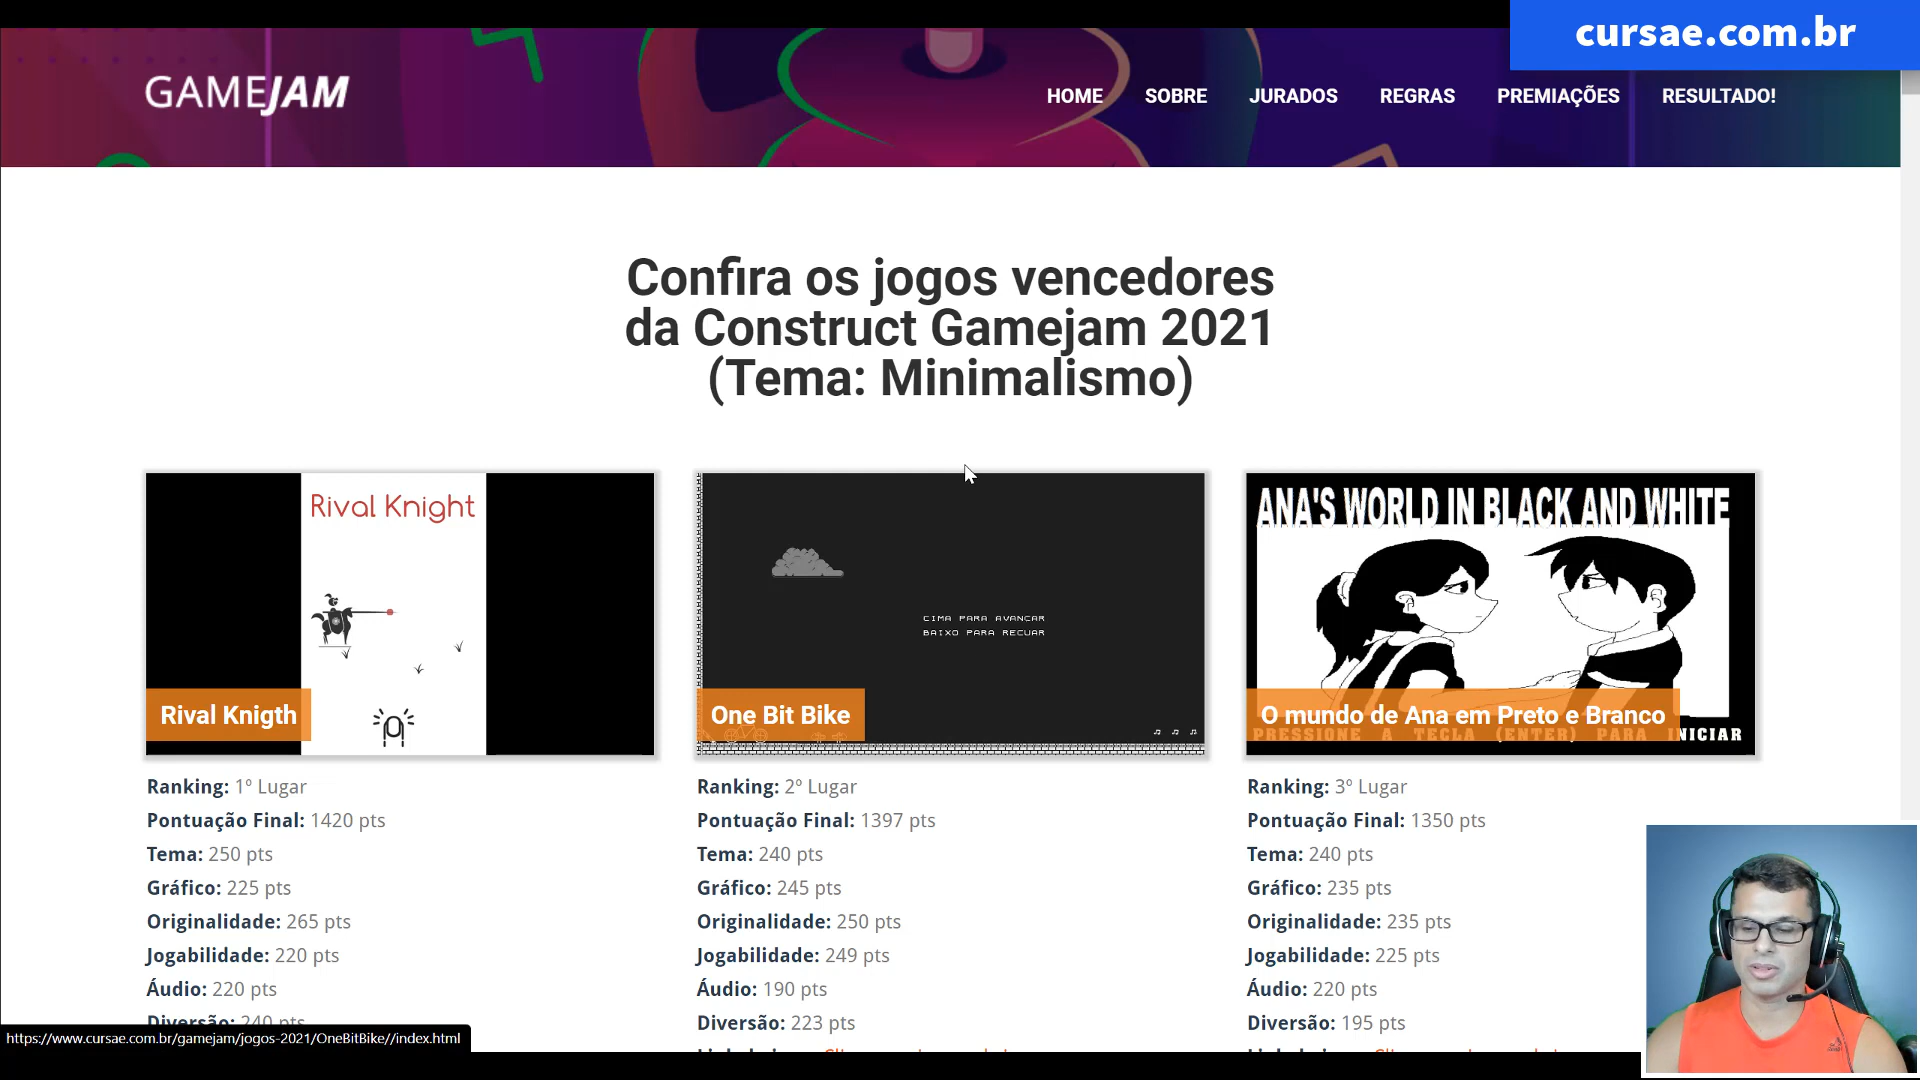 cursae.com.br
GAMEJAM
HOME SOBRE JURADOS REGRAS PREMIAÇÕES RESULTADO!
Confira os jogos vencedores
da Construct Gamejam 2021
(Tema: Minimalismo)
Rival Knight
Rival Knigth
Ranking: 1º Lugar
Pontuação Final: 1420 pts
Tema: 250 pts
Gráfico: 225 pts
Originalidade: 265 pts
Jogabilidade: 220 pts
Áudio: 220 pts
Diversão: 240 pts
CIMA PARA AVANCAR
BAIXO PARA RECUAR
One Bit Bike
Ranking: 2º Lugar
Pontuação Final: 1397 pts
Tema: 240 pts
Gráfico: 245 pts
Originalidade: 250 pts
Jogabilidade: 249 pts
Áudio: 190 pts
Diversão: 223 pts
ANA'S WORLD IN BLACK AND WHITE
O mundo de Ana em Preto e Branco
PRESSIONE A TECLA (ENTER) PARA INICIAR
Ranking: 3º Lugar
Pontuação Final: 1350 pts
Tema: 240 pts
Gráfico: 235 pts
Originalidade: 235 pts
Jogabilidade: 225 pts
Áudio: 220 pts
Diversão: 195 pts
https://www.cursae.com.br/gamejam/jogos-2021/OneBitBike//index.html